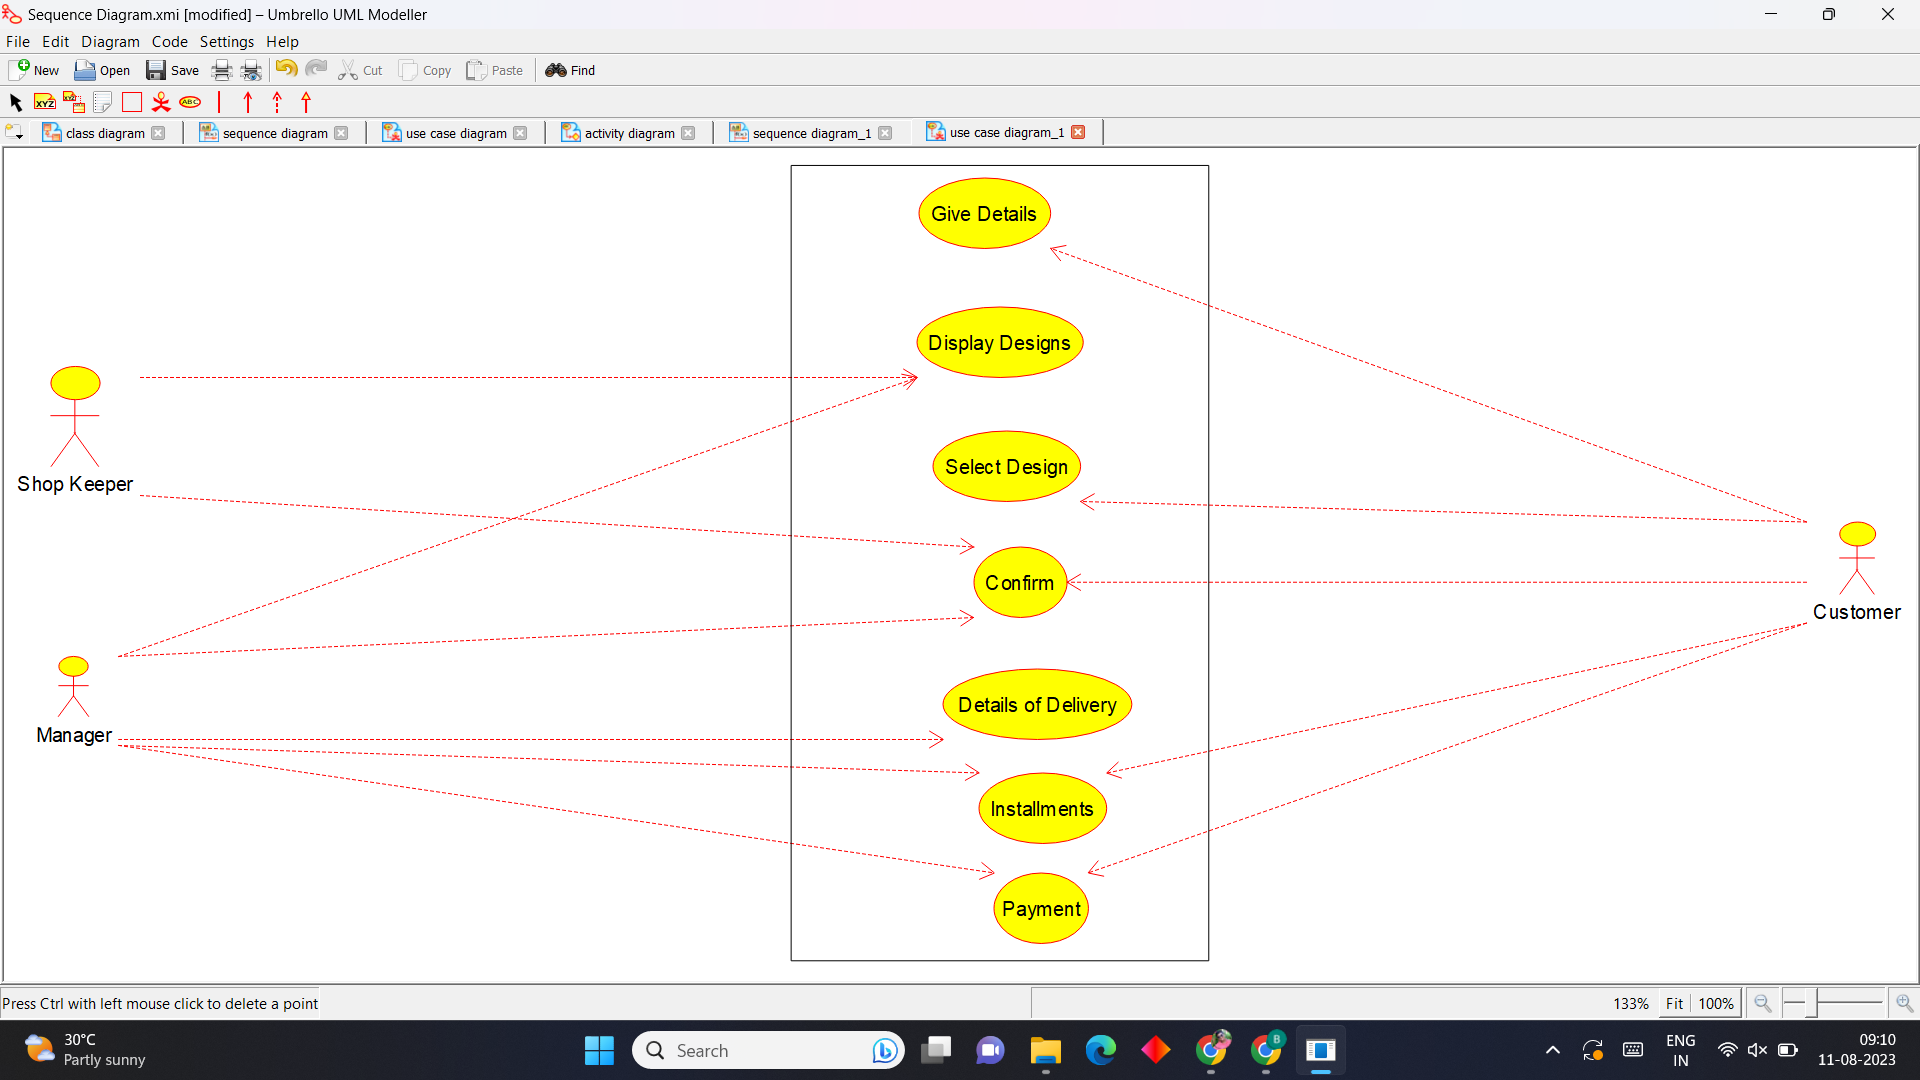 Sequence Diagram.xmi [modified] – Umbrello UML Modeller
File Edit Diagram Code Settings Help
New Open Save Cut Copy Paste Find
XYZ XYZ ABC
class diagram sequence diagram use case diagram activity diagram sequence diagram_1 use case diagram_1
Give Details
Display Designs
Select Design
Shop Keeper
Confirm
Customer
Details of Delivery
Manager
Installments
Payment
Press Ctrl with left mouse click to delete a point
133% Fit 100%
30°C
Partly sunny
Search
B
ENG
IN
09:10
11-08-2023